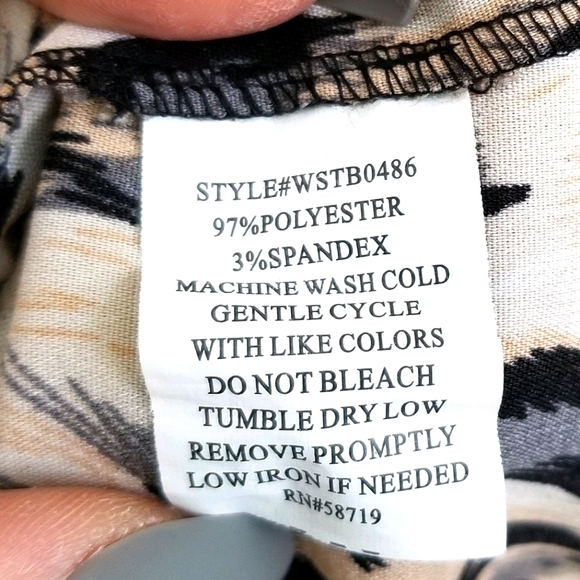 STYLE#WSTB0486
97%POLYESTER
3%SPANDEX
MACHINE WASH COLD
GENTLE CYCLE
WITH LIKE COLORS
DO NOT BLEACH
TUMBLE DRY LOW
REMOVE PROMPTLY
LOW IRON IF NEEDED
RN#58719